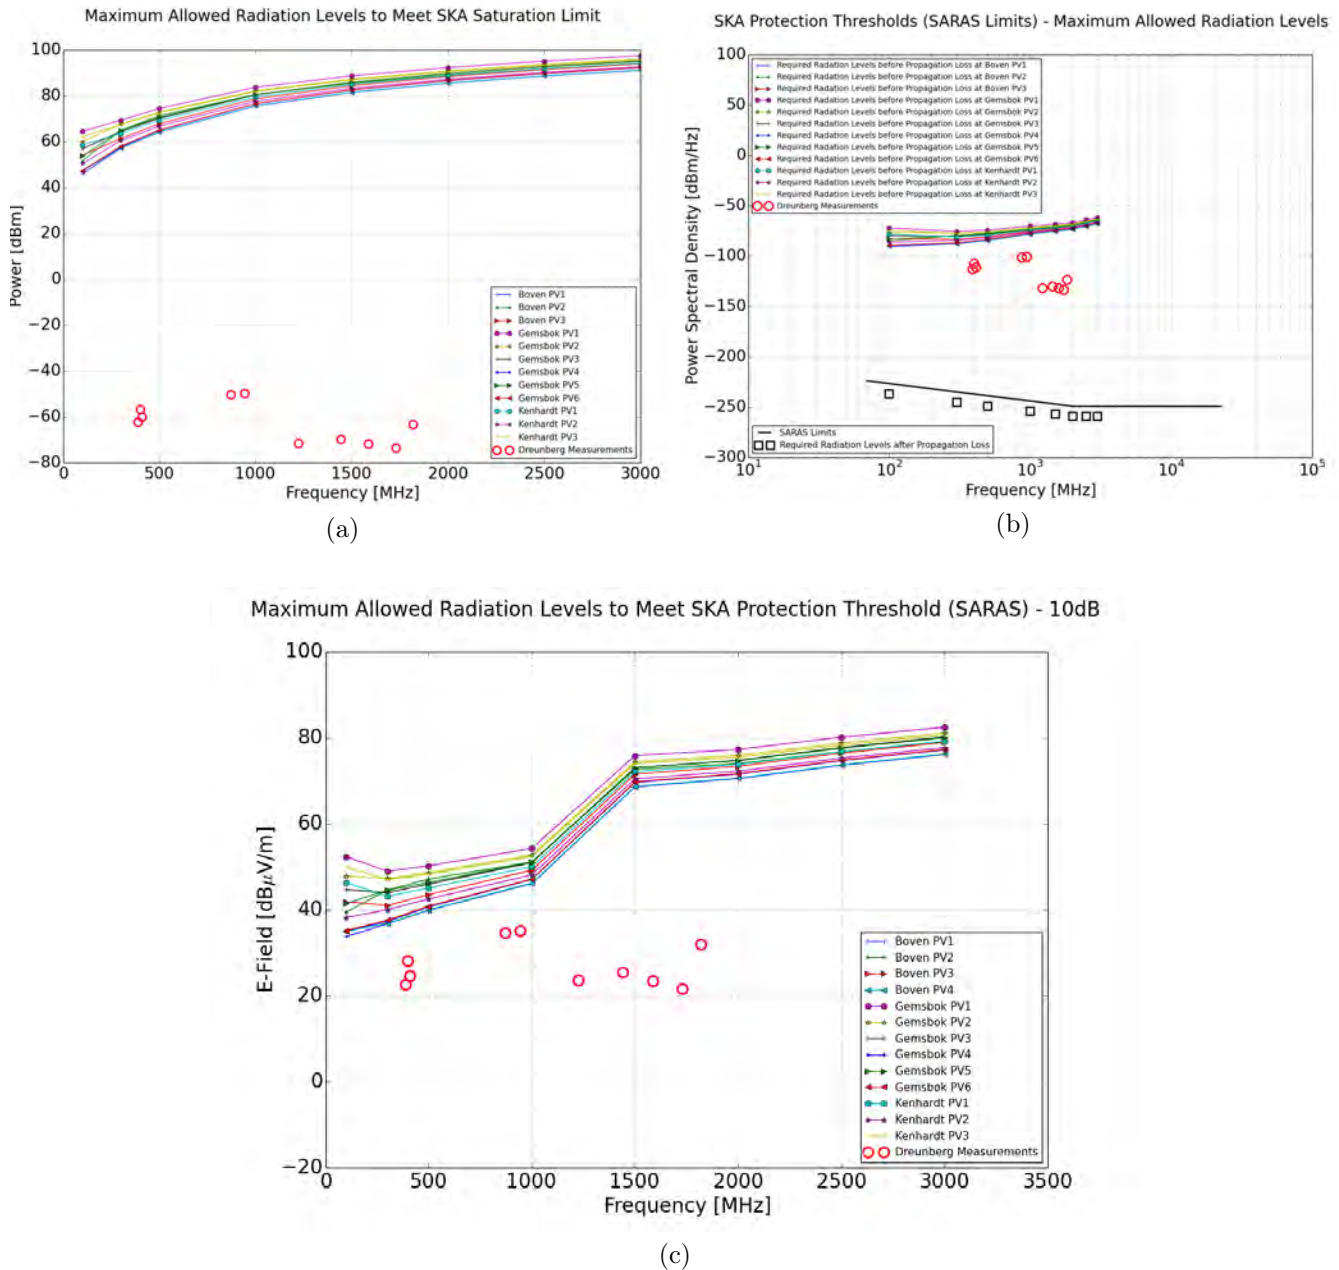 Maximum Allowed Radiation Levels to Meet SKA Saturation Limit
Power [dBm]
100
80
60
40
20
0
−20
−40
−60
−80
Boven PV1
Boven PV2
Boven PV3
Gemsbok PV1
Gemsbok PV2
Gemsbok PV3
Gemsbok PV4
Gemsbok PV5
Gemsbok PV6
Kenhardt PV1
Kenhardt PV2
Kenhardt PV3
Dreunberg Measurements
0 500 1000 1500 2000 2500 3000
Frequency [MHz]
(a)
SKA Protection Thresholds (SARAS Limits) - Maximum Allowed Radiation Levels
Power Spectral Density [dBm/Hz]
100
50
0
−50
−100
−150
−200
−250
−300
Required Radiation Levels before Propagation Loss at Boven PV1
Required Radiation Levels before Propagation Loss at Boven PV2
Required Radiation Levels before Propagation Loss at Boven PV3
Required Radiation Levels before Propagation Loss at Gemsbok PV1
Required Radiation Levels before Propagation Loss at Gemsbok PV2
Required Radiation Levels before Propagation Loss at Gemsbok PV3
Required Radiation Levels before Propagation Loss at Gemsbok PV4
Required Radiation Levels before Propagation Loss at Gemsbok PV5
Required Radiation Levels before Propagation Loss at Gemsbok PV6
Required Radiation Levels before Propagation Loss at Kenhardt PV1
Required Radiation Levels before Propagation Loss at Kenhardt PV2
Required Radiation Levels before Propagation Loss at Kenhardt PV3
Dreunberg Measurements
SARAS Limits
Required Radiation Levels after Propagation Loss
10¹ 10² 10³ 10⁴ 10⁵
Frequency [MHz]
(b)
Maximum Allowed Radiation Levels to Meet SKA Protection Threshold (SARAS) - 10dB
E-Field [dBμV/m]
100
80
60
40
20
0
−20
Boven PV1
Boven PV2
Boven PV3
Boven PV4
Gemsbok PV1
Gemsbok PV2
Gemsbok PV3
Gemsbok PV4
Gemsbok PV5
Gemsbok PV6
Kenhardt PV1
Kenhardt PV2
Kenhardt PV3
Dreunberg Measurements
0 500 1000 1500 2000 2500 3000 3500
Frequency [MHz]
(c)